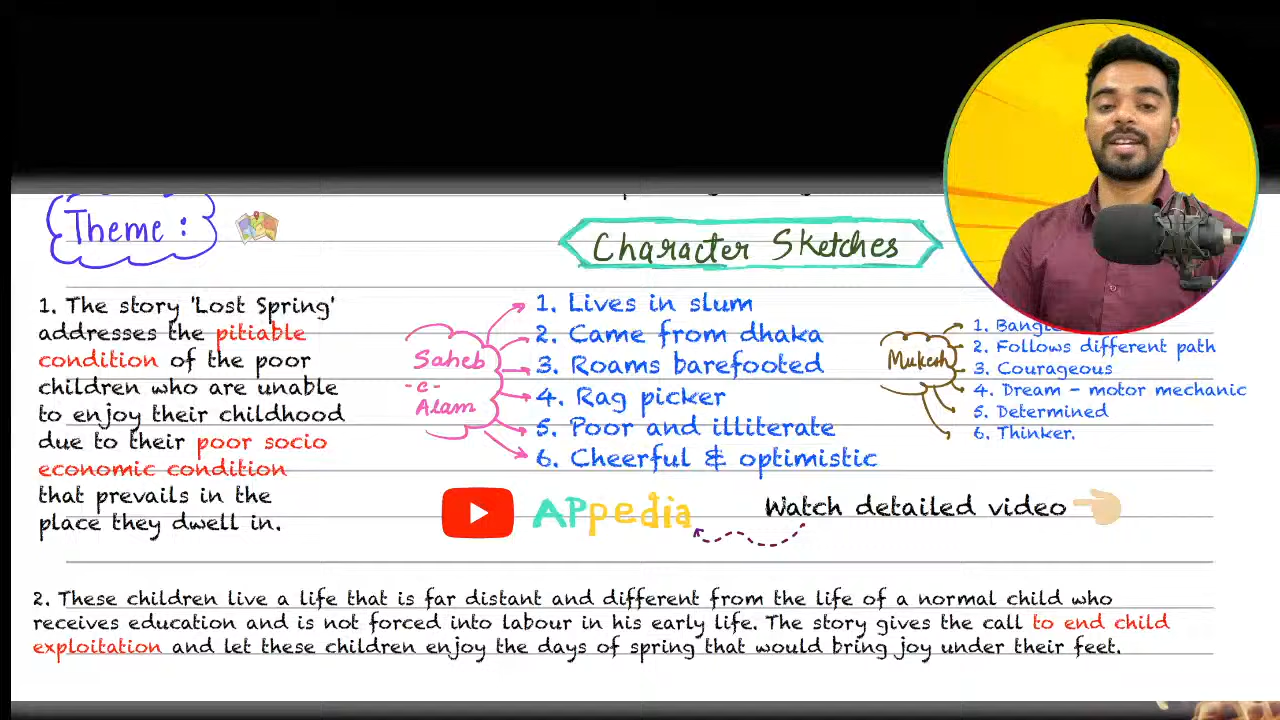 Theme :
Character Sketches
1. The story 'Lost Spring'
addresses the pitiable
condition of the poor
children who are unable
to enjoy their childhood
due to their poor socio
economic condition
that prevails in the
place they dwell in.
Saheb
-e-
Alam
1. Lives in slum
2. Came from dhaka
3. Roams barefooted
4. Rag picker
5. Poor and illiterate
6. Cheerful & optimistic
Mukesh
1.
2. Follows different path
3. Courageous
4. Dream - motor mechanic
5. Determined
6. Thinker.
APpedia
Watch detailed video
2. These children live a life that is far distant and different from the life of a normal child who
receives education and is not forced into labour in his early life. The story gives the call to end child
exploitation and let these children enjoy the days of spring that would bring joy under their feet.